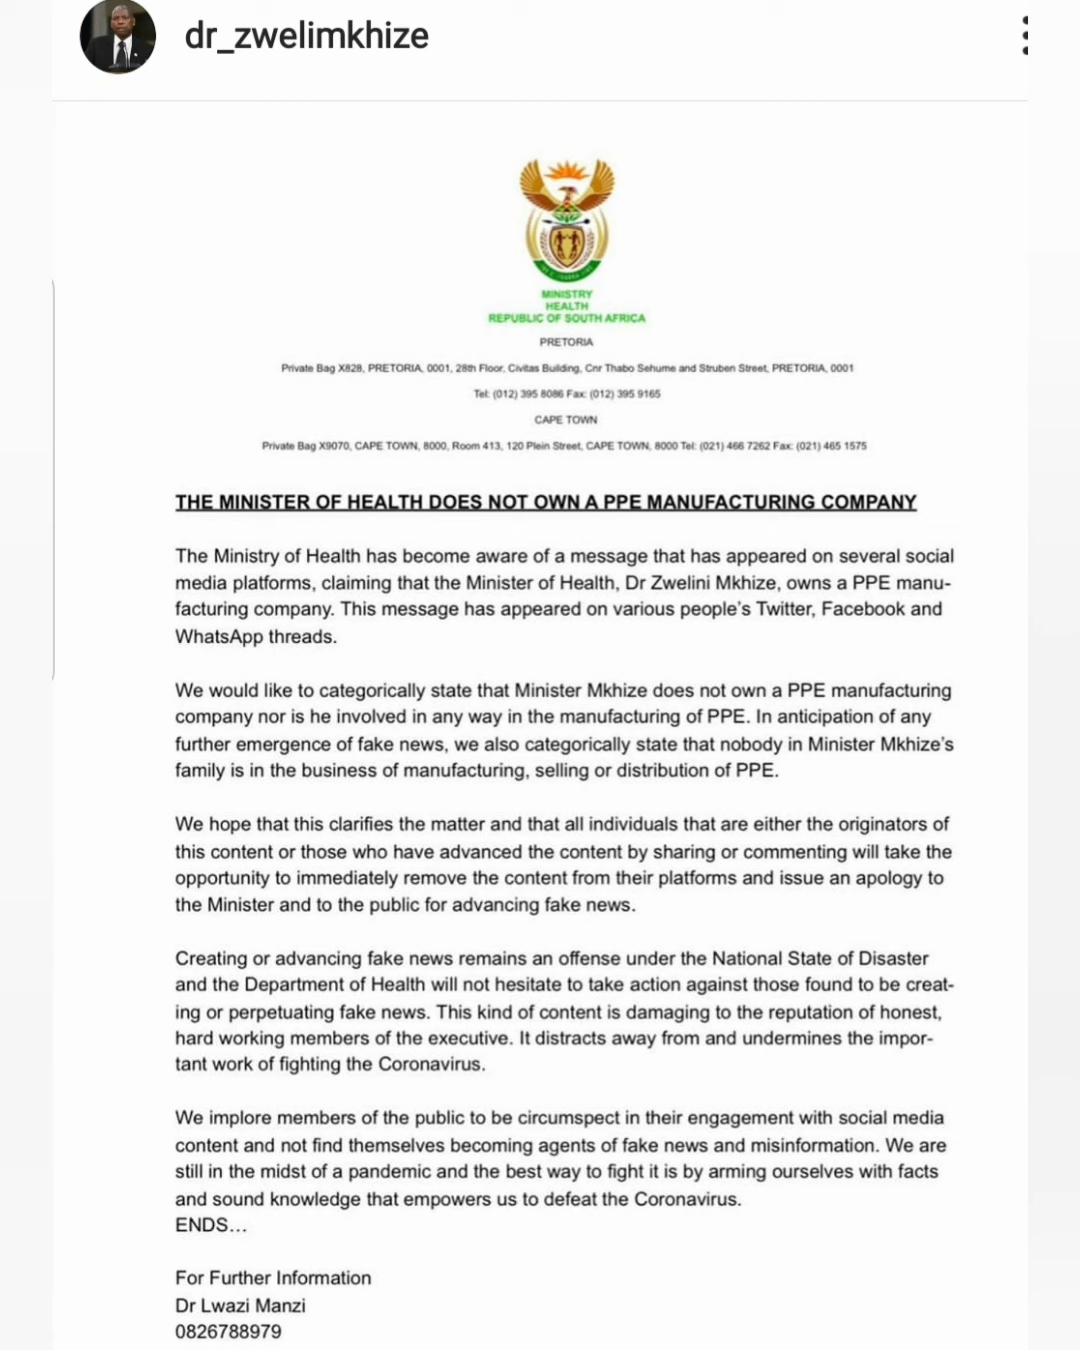 dr_zwelimkhize
MINISTRY
HEALTH
REPUBLIC OF SOUTH AFRICA
PRETORIA
Private Bag X828, PRETORIA, 0001, 28th Floor, Civitas Building, Cnr Thabo Sehume and Struben Street, PRETORIA, 0001
Tel: (012) 395 8086 Fax: (012) 395 9165
CAPE TOWN
Private Bag X9070, CAPE TOWN, 8000, Room 413, 120 Plein Street, CAPE TOWN, 8000 Tel: (021) 466 7262 Fax: (021) 465 1575
THE MINISTER OF HEALTH DOES NOT OWN A PPE MANUFACTURING COMPANY
The Ministry of Health has become aware of a message that has appeared on several social
media platforms, claiming that the Minister of Health, Dr Zwelini Mkhize, owns a PPE manu-
facturing company. This message has appeared on various people's Twitter, Facebook and
WhatsApp threads.
We would like to categorically state that Minister Mkhize does not own a PPE manufacturing
company nor is he involved in any way in the manufacturing of PPE. In anticipation of any
further emergence of fake news, we also categorically state that nobody in Minister Mkhize's
family is in the business of manufacturing, selling or distribution of PPE.
We hope that this clarifies the matter and that all individuals that are either the originators of
this content or those who have advanced the content by sharing or commenting will take the
opportunity to immediately remove the content from their platforms and issue an apology to
the Minister and to the public for advancing fake news.
Creating or advancing fake news remains an offense under the National State of Disaster
and the Department of Health will not hesitate to take action against those found to be creat-
ing or perpetuating fake news. This kind of content is damaging to the reputation of honest,
hard working members of the executive. It distracts away from and undermines the impor-
tant work of fighting the Coronavirus.
We implore members of the public to be circumspect in their engagement with social media
content and not find themselves becoming agents of fake news and misinformation. We are
still in the midst of a pandemic and the best way to fight it is by arming ourselves with facts
and sound knowledge that empowers us to defeat the Coronavirus.
ENDS...
For Further Information
Dr Lwazi Manzi
0826788979